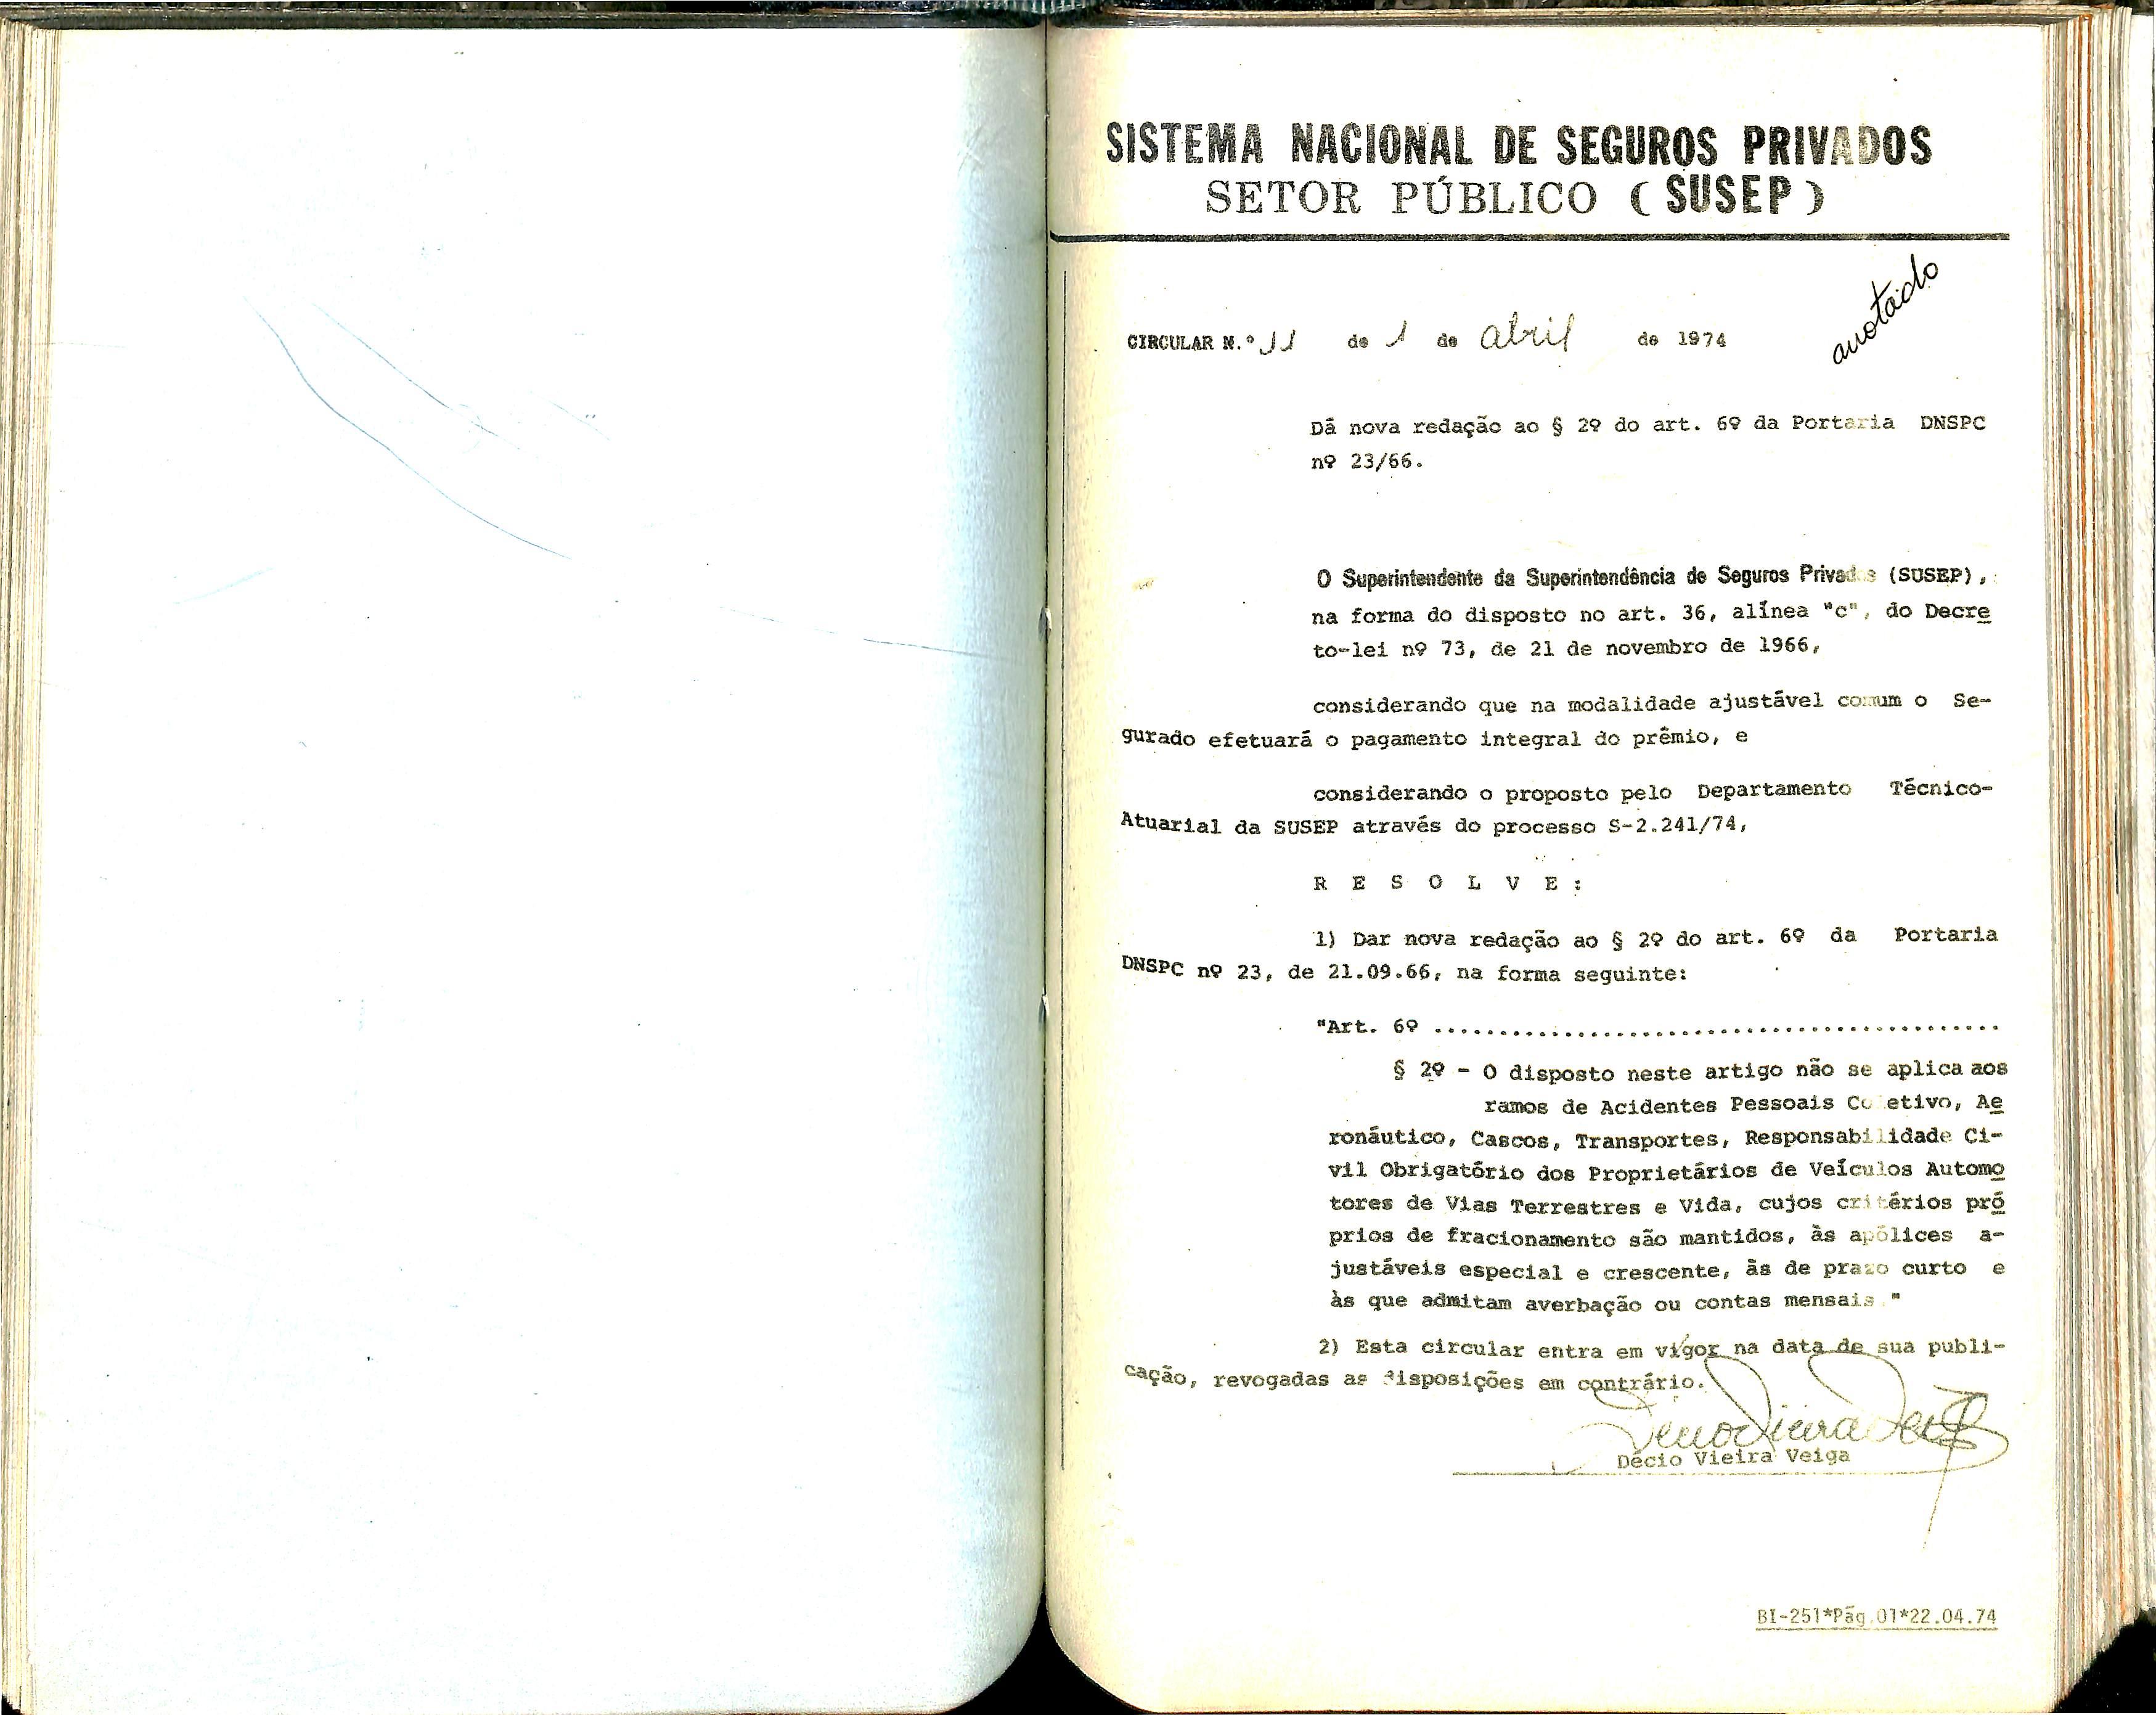 SISTEMA NACIONAL DE SEGUROS PRIVADOS
SETOR PÚBLICO (SUSEP)
anotado
CIRCULAR N.º 11 de 1 de abril de 1974
Dá nova redação ao § 2º do art. 6º da Portaria DNSPC
nº 23/66.
O Superintendente da Superintendência de Seguros Privados (SUSEP),
na forma do disposto no art. 36, alínea "c", do Decre
to-lei nº 73, de 21 de novembro de 1966,
considerando que na modalidade ajustável comum o Se-
gurado efetuará o pagamento integral do prêmio, e
considerando o proposto pelo Departamento Técnico-
Atuarial da SUSEP através do processo S-2.241/74,
R E S O L V E :
1) Dar nova redação ao § 2º do art. 6º da Portaria
DNSPC nº 23, de 21.09.66, na forma seguinte:
"Art. 6º ............................................
§ 2º - O disposto neste artigo não se aplica aos
ramos de Acidentes Pessoais Coletivo, Ae
ronáutico, Cascos, Transportes, Responsabilidade Ci-
vil Obrigatório dos Proprietários de Veículos Automo
tores de Vias Terrestres e Vida, cujos critérios pró
prios de fracionamento são mantidos, às apólices a-
justáveis especial e crescente, às de prazo curto e
às que admitam averbação ou contas mensais."
2) Esta circular entra em vigor na data de sua publi-
cação, revogadas as disposições em contrário.
Décio Vieira Veiga
BI-251*Pág.01*22.04.74